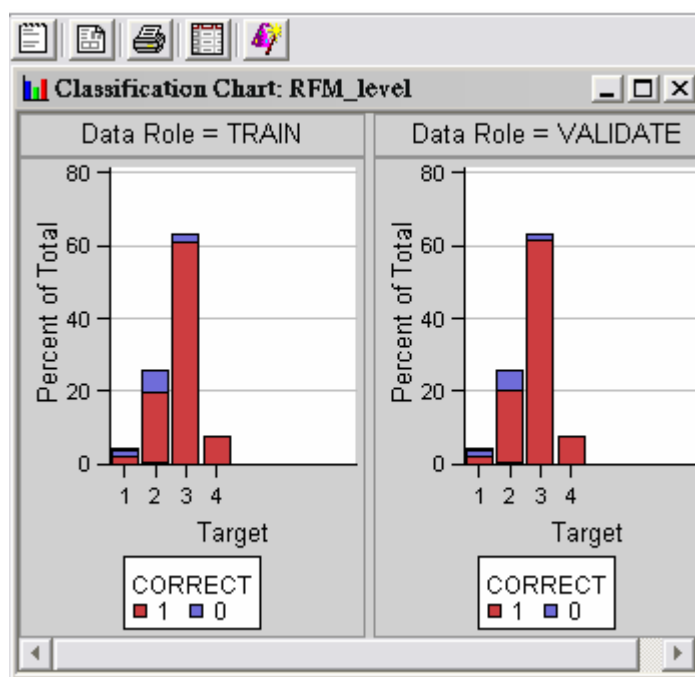 Classification Chart: RFM_level
Data Role = TRAIN
80
60
40
20
0
Percent of Total
1 2 3 4
Target
CORRECT
1 0
Data Role = VALIDATE
80
60
40
20
0
Percent of Total
1 2 3 4
Target
CORRECT
1 0